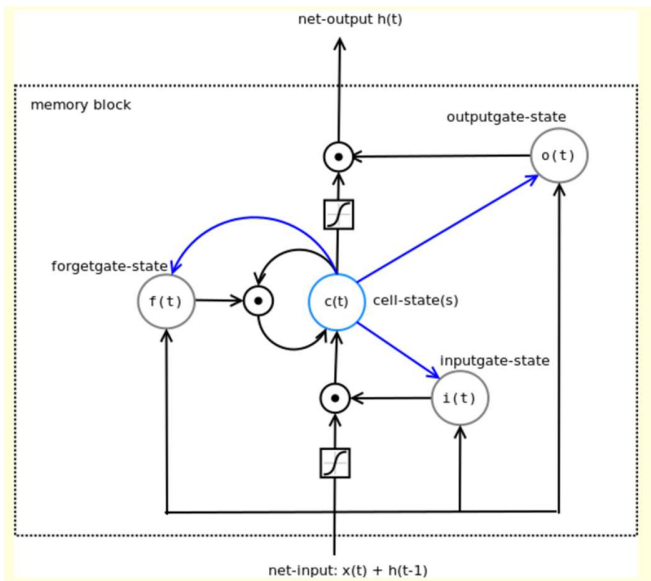 net-output h(t)
memory block
outputgate-state
o(t)
forgetgate-state
f(t)
c(t)
cell-state(s)
inputgate-state
i(t)
net-input: x(t) + h(t-1)